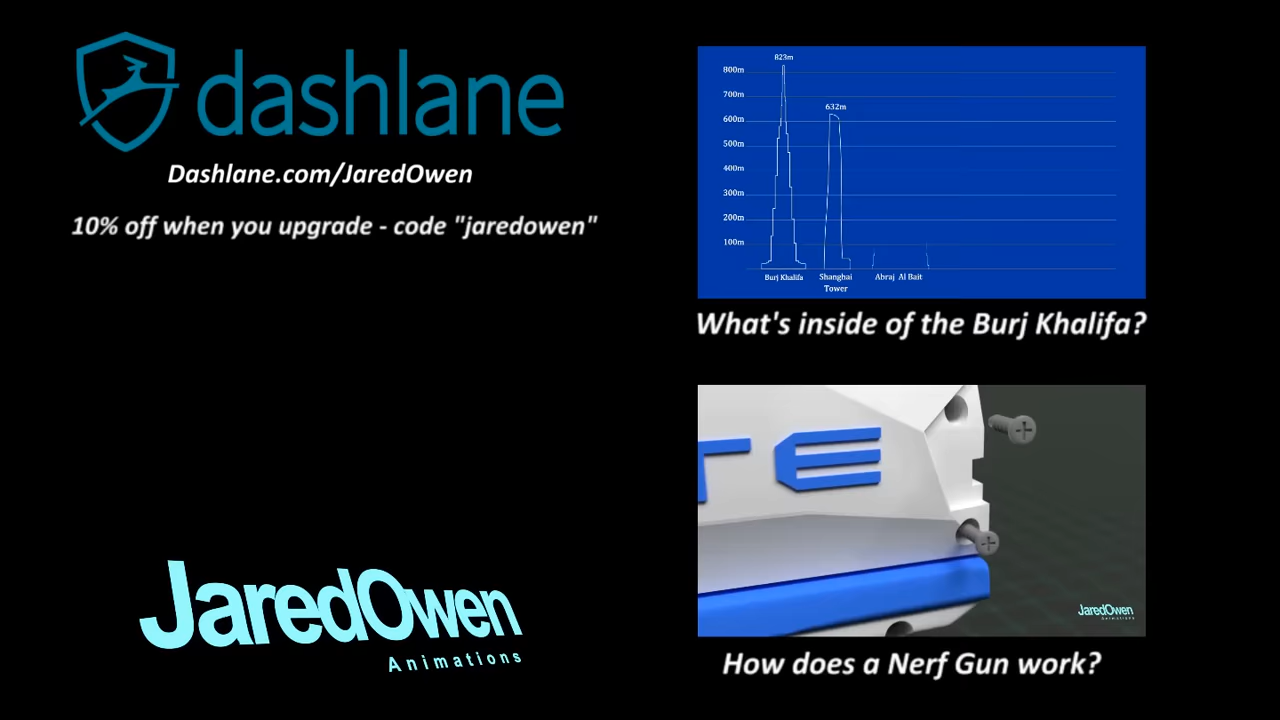 dashlane
Dashlane.com/JaredOwen
10% off when you upgrade - code "jaredowen"
823m
800m
700m
632m
600m
500m
400m
300m
200m
100m
Burj Khalifa
Shanghai
Tower
Abraj Al Bait
What's inside of the Burj Khalifa?
TE
JaredOwen
Animations
How does a Nerf Gun work?
JaredOwen
Animations